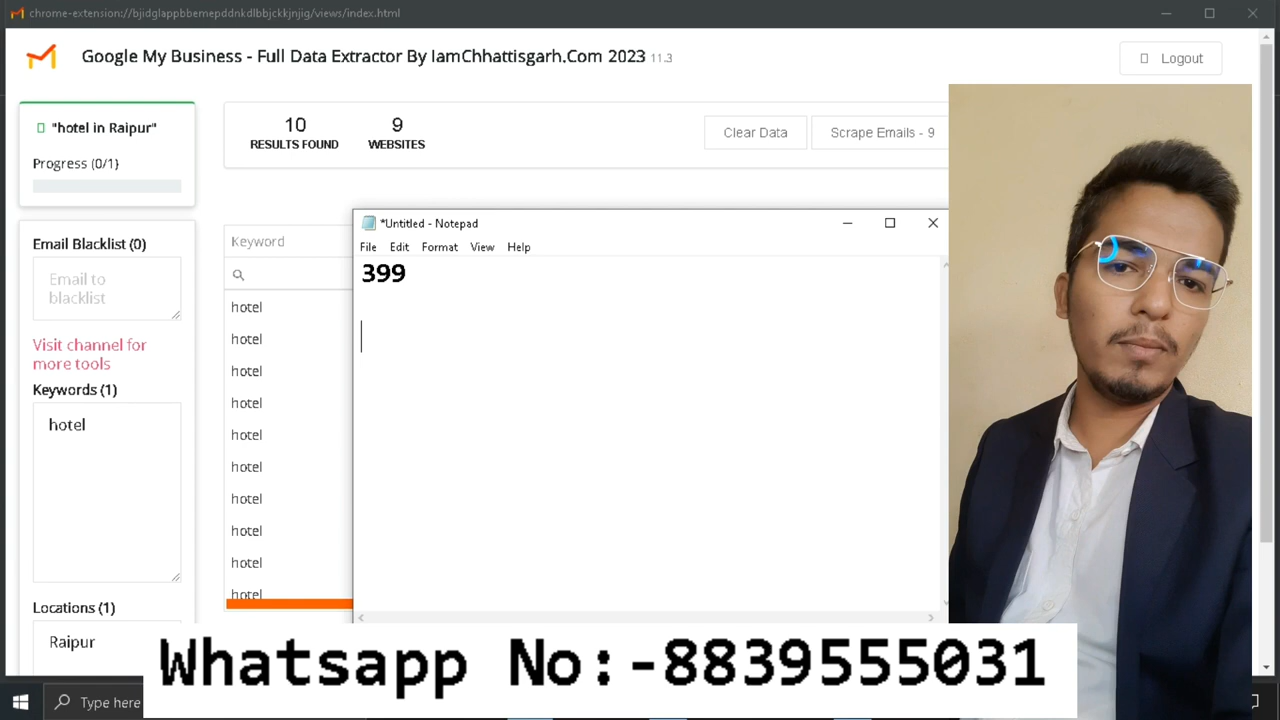 chrome-extension://bjidglappbbemepddnkdlbbjckkjnjig/views/index.html
Google My Business - Full Data Extractor By IamChhattisgarh.Com 2023 11.3
Logout
"hotel in Raipur"
Progress (0/1)
10
RESULTS FOUND
9
WEBSITES
Clear Data
Scrape Emails - 9
Email Blacklist (0)
Email to
blacklist
Visit channel for
more tools
Keywords (1)
hotel
Locations (1)
Raipur
Keyword
hotel
hotel
hotel
hotel
hotel
hotel
hotel
hotel
hotel
hotel
*Untitled - Notepad
File Edit Format View Help
399
Whatsapp No:-8839555031
Type here